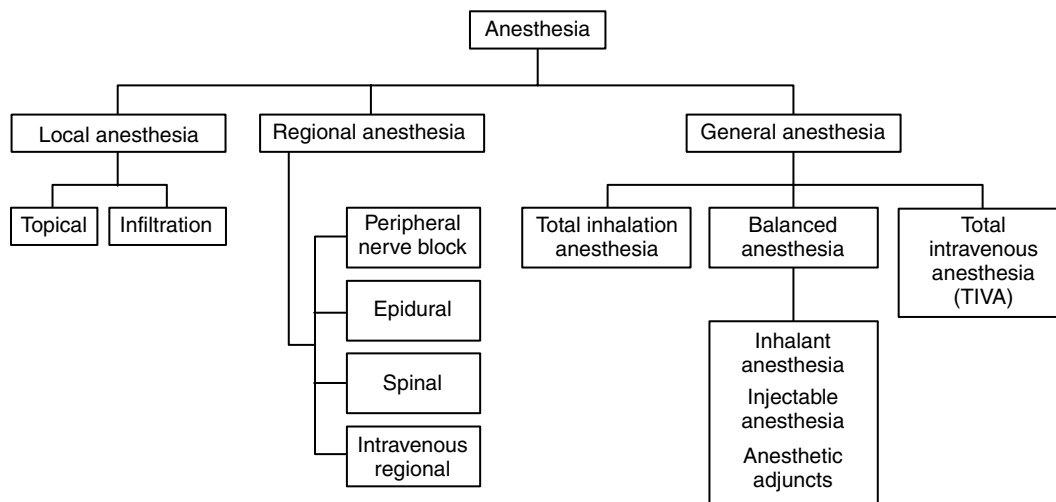 Anesthesia
Local anesthesia
Regional anesthesia
General anesthesia
Topical
Infiltration
Peripheral
nerve block
Epidural
Spinal
Intravenous
regional
Total inhalation
anesthesia
Balanced
anesthesia
Total
intravenous
anesthesia
(TIVA)
Inhalant
anesthesia
Injectable
anesthesia
Anesthetic
adjuncts